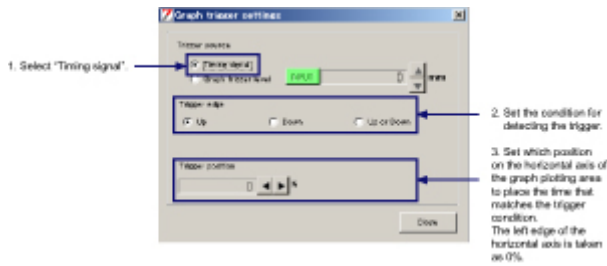 Graph trigger settings
Trigger source
1. Select "Timing signal".
Timing signal
Graph trigger level
INPUT
0
mm
Trigger edge
Up
Down
Up or Down
2. Set the condition for
detecting the trigger.
3. Set which position
on the horizontal axis of
the graph plotting area
to place the time that
matches the trigger
condition.
The left edge of the
horizontal axis is taken
as 0%.
Trigger position
0
%
Close